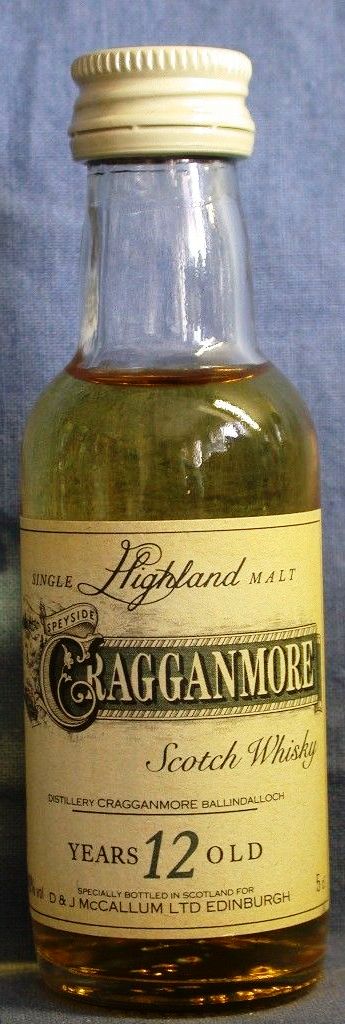 SINGLE Highland MALT
SPEYSIDE
CRAGGANMORE
Scotch Whisky
DISTILLERY CRAGGANMORE BALLINDALLOCH
YEARS 12 OLD
SPECIALLY BOTTLED IN SCOTLAND FOR
D & J MCCALLUM LTD EDINBURGH